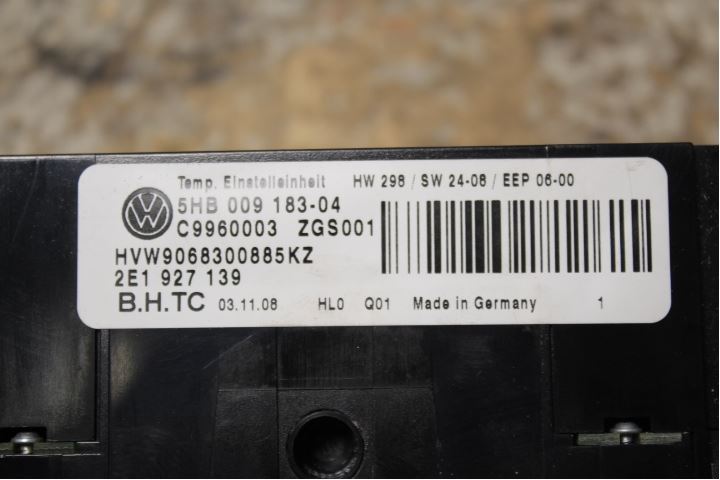 Temp. Einstelleinheit HW 298 / SW 24-08 / EEP 06-00
5HB 009 183-04
C9960003 ZGS001
HVW9068300885KZ
2E1 927 139
B.H.TC 03.11.08 HL0 Q01 Made in Germany 1